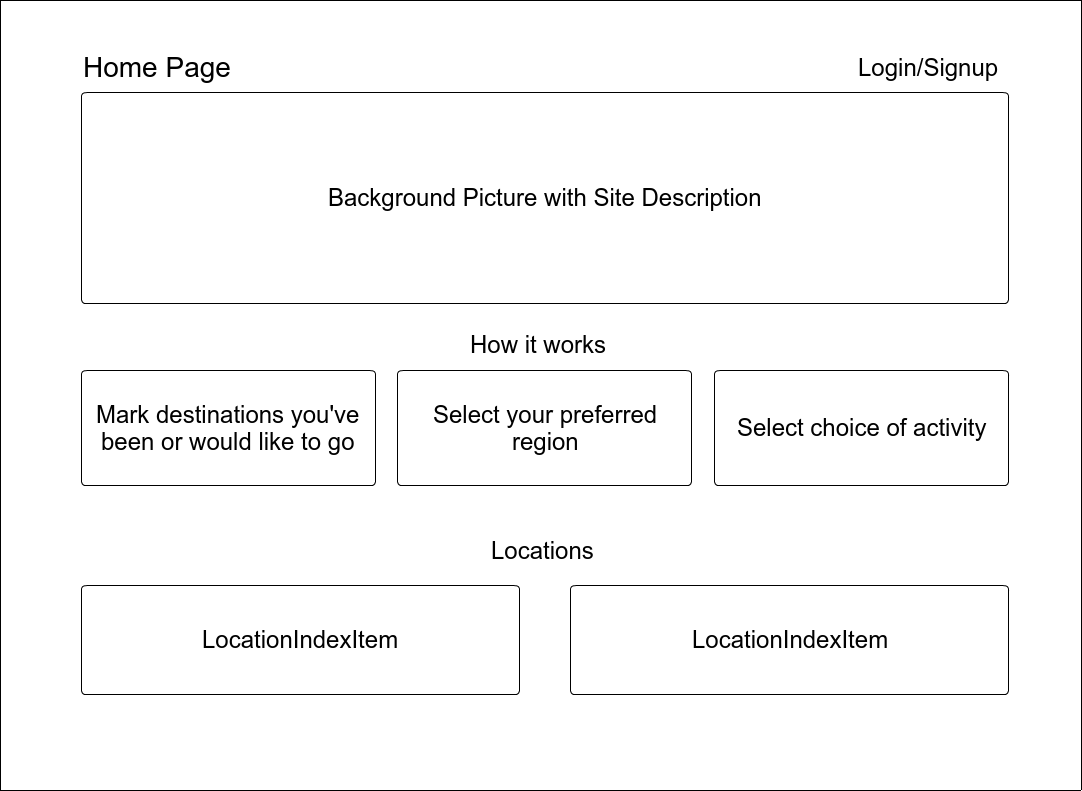 Home Page
Login/Signup
Background Picture with Site Description
How it works
Mark destinations you've
been or would like to go
Select your preferred
region
Select choice of activity
Locations
LocationIndexItem
LocationIndexItem